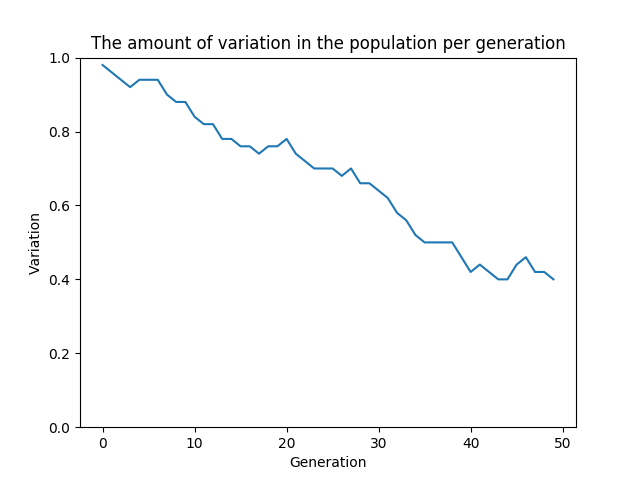 The amount of variation in the population per generation
1.0
0.8
0.6
0.4
0.2
0.0
Variation
0 10 20 30 40 50
Generation